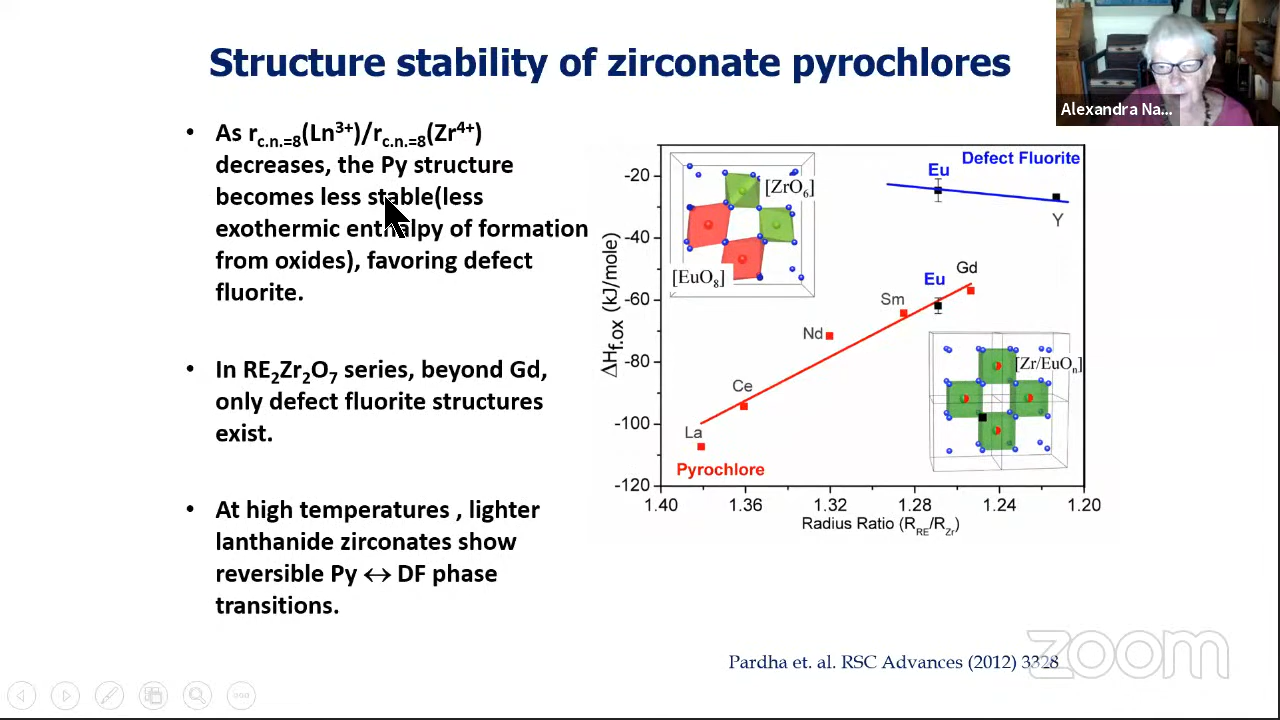 Structure stability of zirconate pyrochlores
Alexandra Na...
• As r_c.n.=8(Ln³⁺)/r_c.n.=8(Zr⁴⁺)
decreases, the Py structure
becomes less stable(less
exothermic enthalpy of formation
from oxides), favoring defect
fluorite.
• In RE₂Zr₂O₇ series, beyond Gd,
only defect fluorite structures
exist.
• At high temperatures , lighter
lanthanide zirconates show
reversible Py ↔ DF phase
transitions.
Defect Fluorite
Eu
Y
[ZrO₆]
[EuO₈]
Eu
Gd
Sm
Nd
Ce
La
Pyrochlore
[Zr/EuOₙ]
ΔH_f,ox (kJ/mole)
-20
-40
-60
-80
-100
-120
1.40 1.36 1.32 1.28 1.24 1.20
Radius Ratio (R_RE/R_Zr)
Pardha et. al. RSC Advances (2012) 3328
zoom